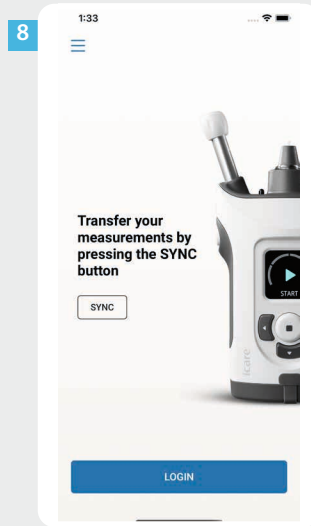 8
1:33
Transfer your
measurements by
pressing the SYNC
button
SYNC
START
icare
LOGIN